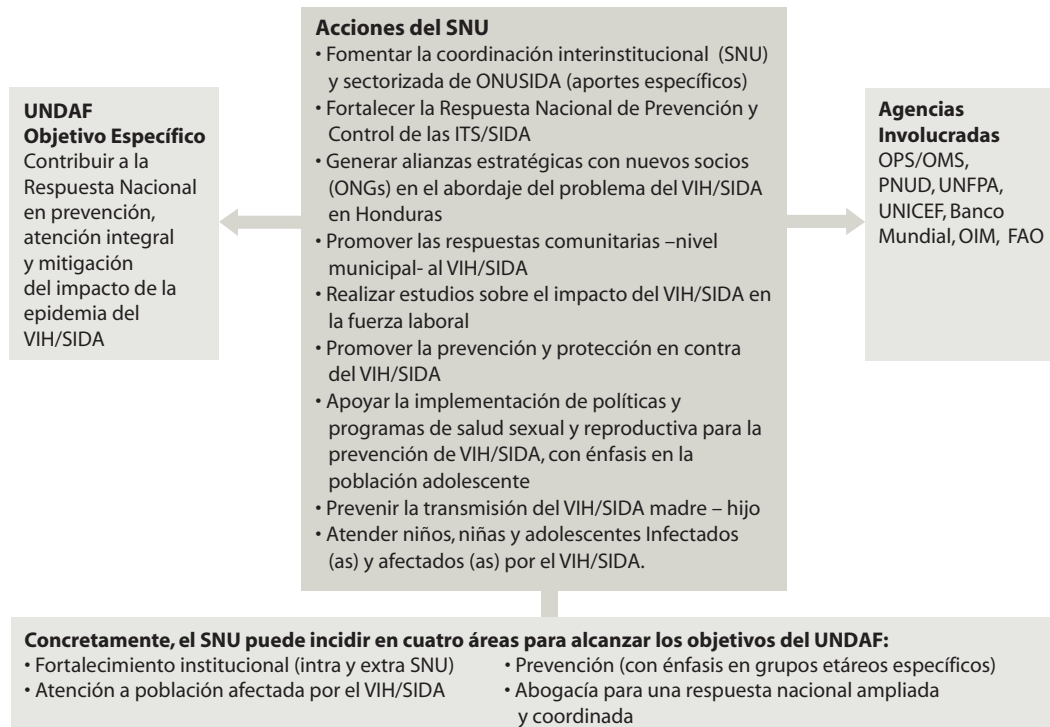 UNDAF
Objetivo Específico
Contribuir a la
Respuesta Nacional
en prevención,
atención integral
y mitigación
del impacto de la
epidemia del
VIH/SIDA
Acciones del SNU
• Fomentar la coordinación interinstitucional (SNU)
y sectorizada de ONUSIDA (aportes específicos)
• Fortalecer la Respuesta Nacional de Prevención y
Control de las ITS/SIDA
• Generar alianzas estratégicas con nuevos socios
(ONGs) en el abordaje del problema del VIH/SIDA
en Honduras
• Promover las respuestas comunitarias –nivel
municipal- al VIH/SIDA
• Realizar estudios sobre el impacto del VIH/SIDA en
la fuerza laboral
• Promover la prevención y protección en contra
del VIH/SIDA
• Apoyar la implementación de políticas y
programas de salud sexual y reproductiva para la
prevención de VIH/SIDA, con énfasis en la
población adolescente
• Prevenir la transmisión del VIH/SIDA madre – hijo
• Atender niños, niñas y adolescentes Infectados
(as) y afectados (as) por el VIH/SIDA.
Agencias
Involucradas
OPS/OMS,
PNUD, UNFPA,
UNICEF, Banco
Mundial, OIM, FAO
Concretamente, el SNU puede incidir en cuatro áreas para alcanzar los objetivos del UNDAF:
• Fortalecimiento institucional (intra y extra SNU)
• Atención a población afectada por el VIH/SIDA
• Prevención (con énfasis en grupos etáreos específicos)
• Abogacía para una respuesta nacional ampliada
y coordinada